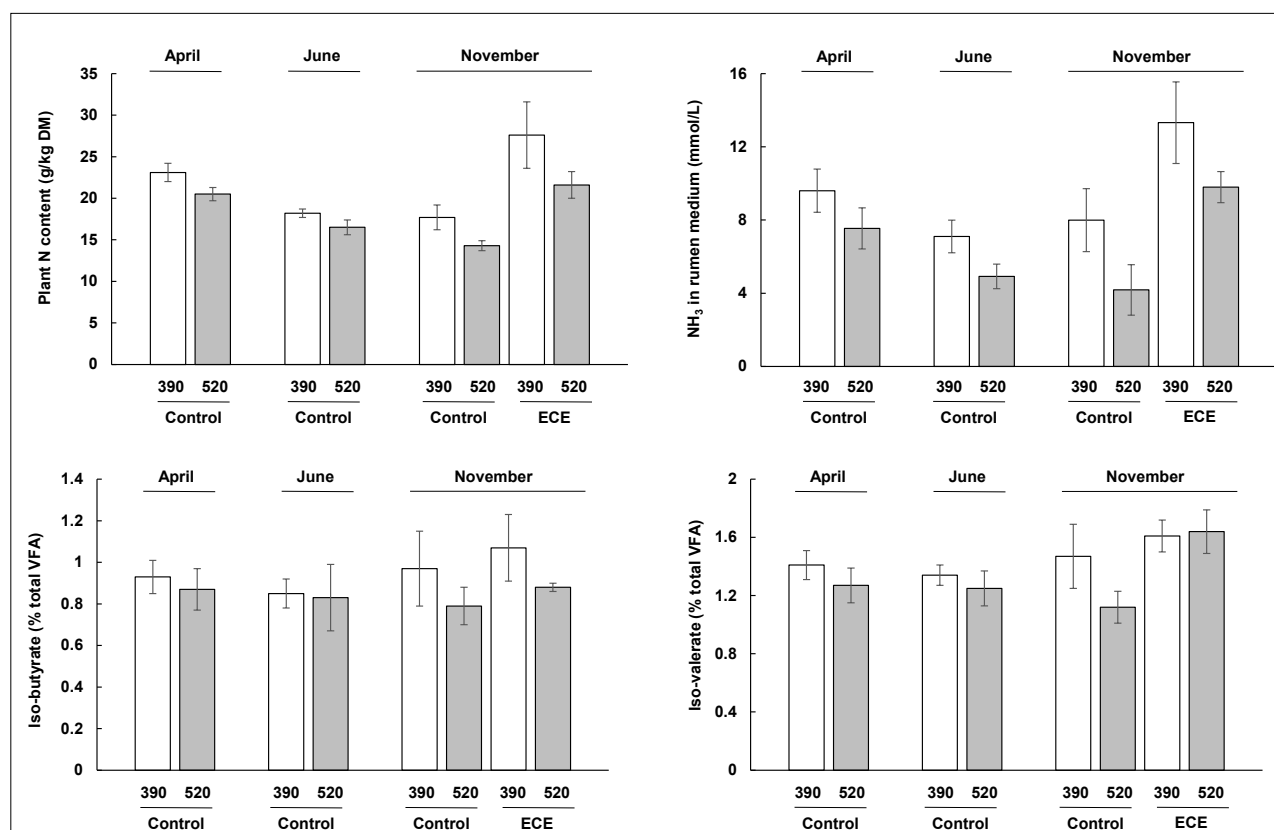 April June November
Plant N content (g/kg DM)
35
30
25
20
15
10
5
0
390 520 390 520 390 520 390 520
Control Control Control ECE
April June November
NH₃ in rumen medium (mmol/L)
16
12
8
4
0
390 520 390 520 390 520 390 520
Control Control Control ECE
April June November
Iso-butyrate (% total VFA)
1.4
1.2
1
0.8
0.6
0.4
0.2
0
390 520 390 520 390 520 390 520
Control Control Control ECE
April June November
Iso-valerate (% total VFA)
2
1.6
1.2
0.8
0.4
0
390 520 390 520 390 520 390 520
Control Control Control ECE